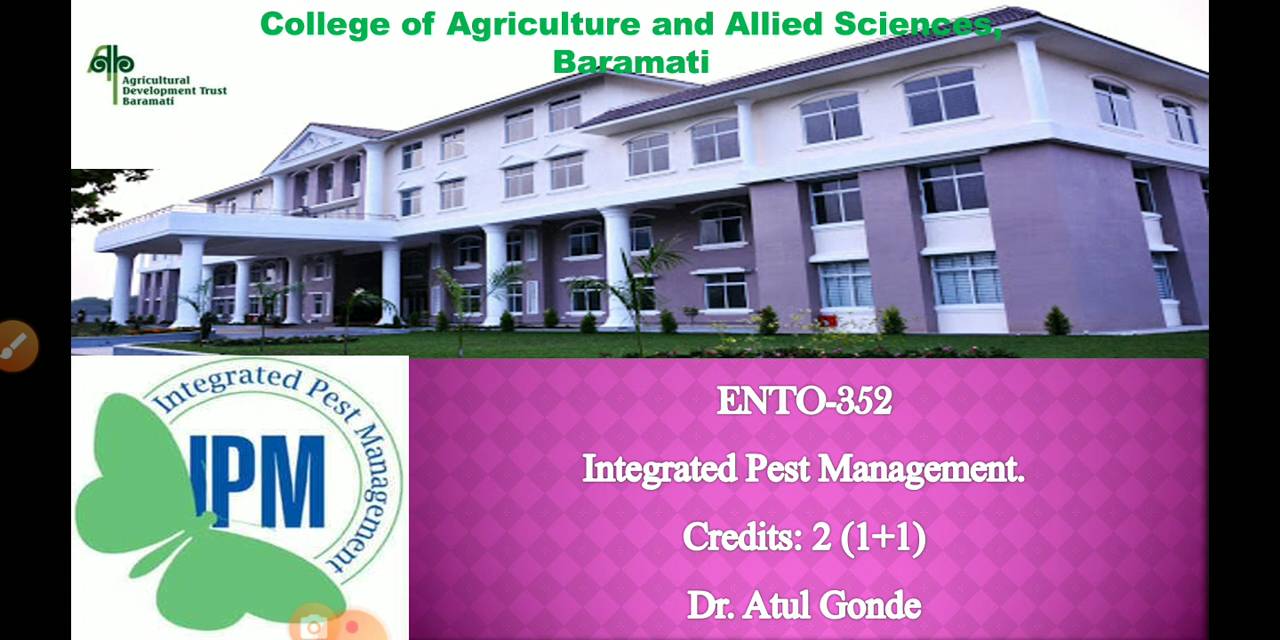 College of Agriculture and Allied Sciences,
Baramati
Agricultural
Development Trust
Baramati
Integrated Pest Management
IPM
ENTO-352
Integrated Pest Management.
Credits: 2 (1+1)
Dr. Atul Gonde